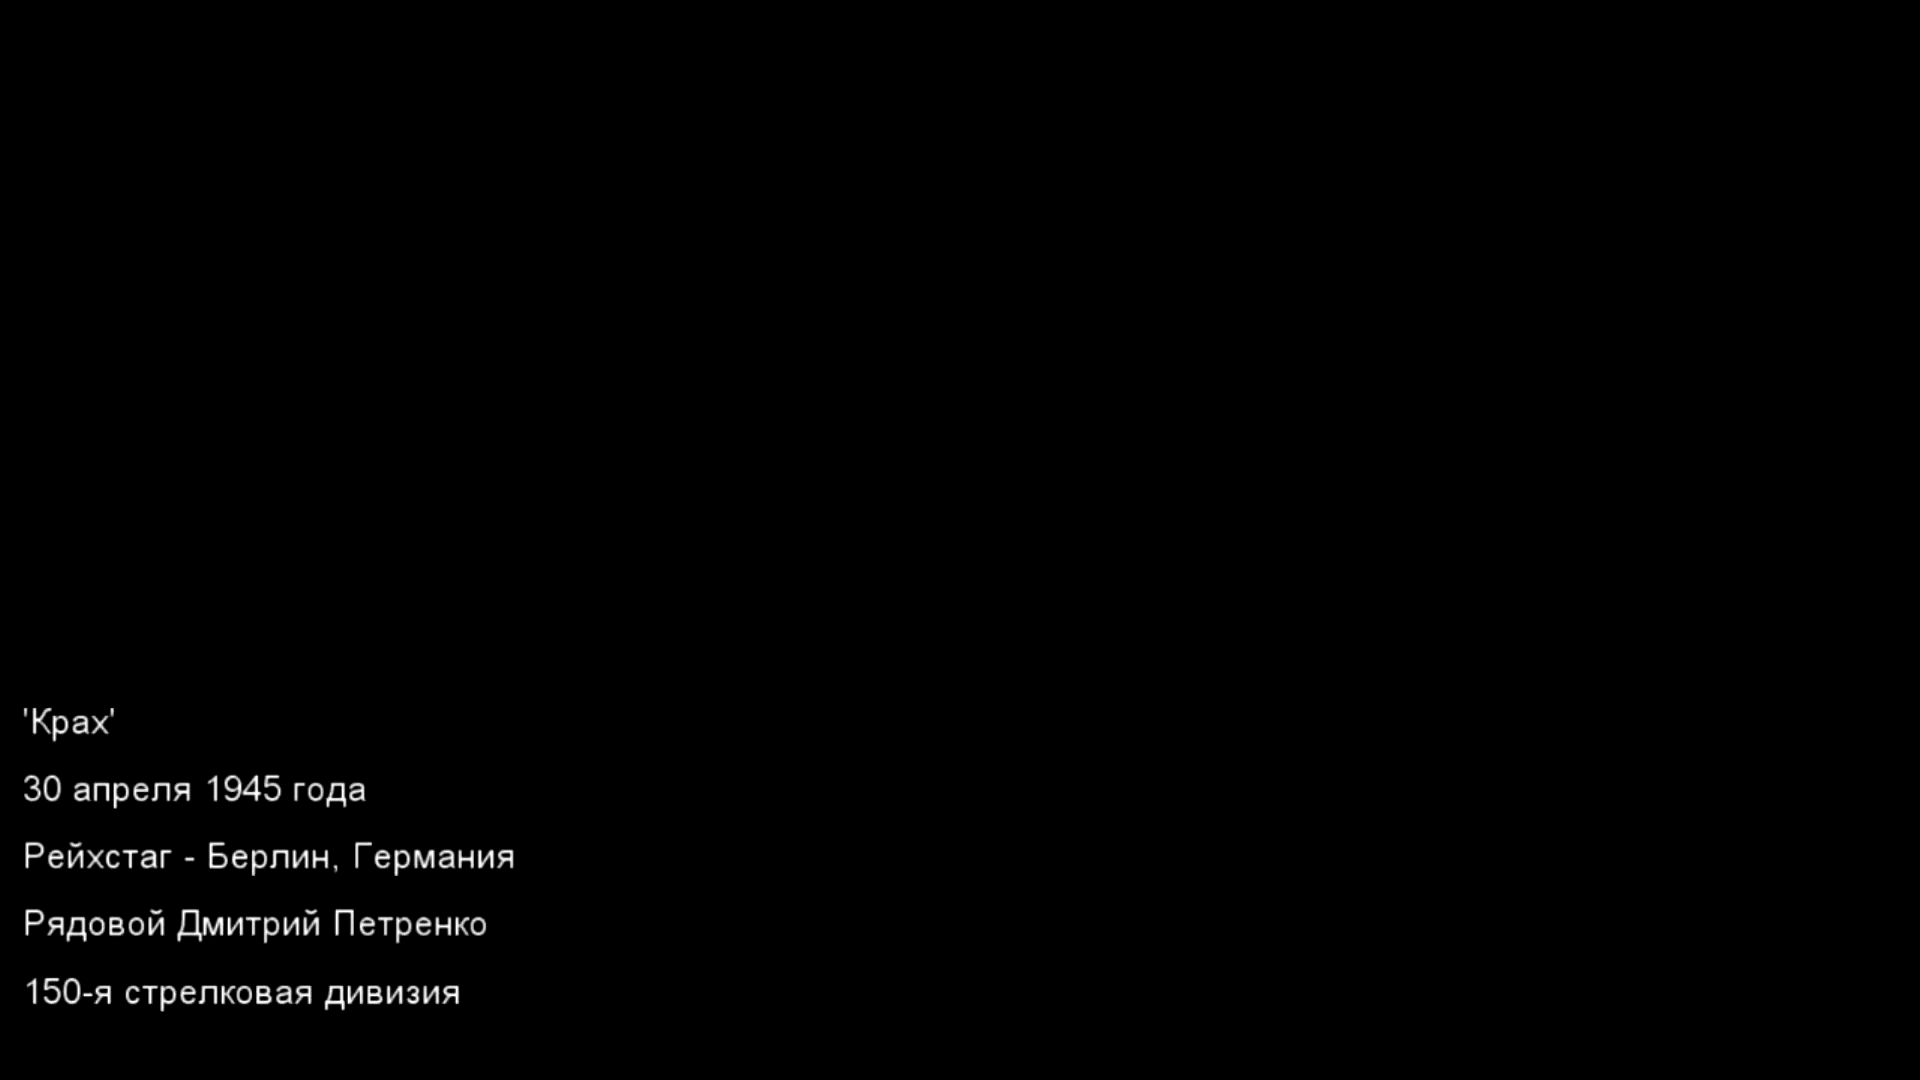 'Крах'
30 апреля 1945 года
Рейхстаг - Берлин, Германия
Рядовой Дмитрий Петренко
150-я стрелковая дивизия